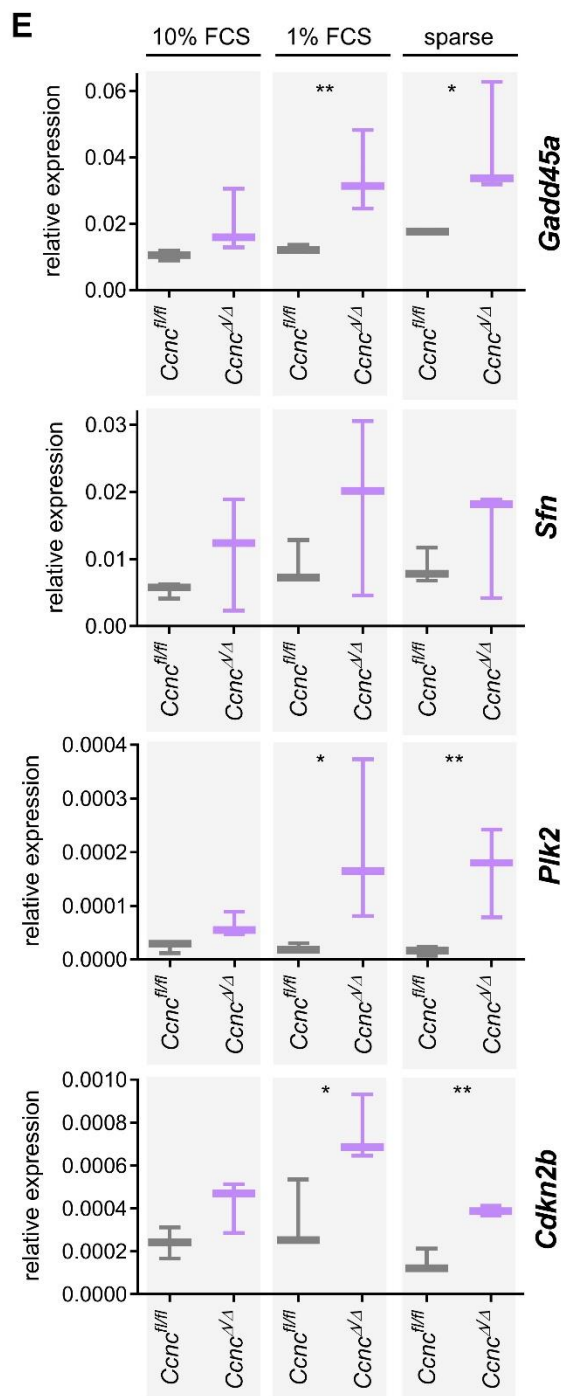 E
10% FCS 1% FCS sparse
relative expression
0.06
0.04
0.02
0.00
** *
Gadd45a
Ccnc^fl/fl Ccnc^Δ/Δ Ccnc^fl/fl Ccnc^Δ/Δ Ccnc^fl/fl Ccnc^Δ/Δ
relative expression
0.03
0.02
0.01
0.00
Sfn
Ccnc^fl/fl Ccnc^Δ/Δ Ccnc^fl/fl Ccnc^Δ/Δ Ccnc^fl/fl Ccnc^Δ/Δ
relative expression
0.0004
0.0003
0.0002
0.0001
0.0000
* **
Plk2
Ccnc^fl/fl Ccnc^Δ/Δ Ccnc^fl/fl Ccnc^Δ/Δ Ccnc^fl/fl Ccnc^Δ/Δ
relative expression
0.0010
0.0008
0.0006
0.0004
0.0002
0.0000
* **
Cdkn2b
Ccnc^fl/fl Ccnc^Δ/Δ Ccnc^fl/fl Ccnc^Δ/Δ Ccnc^fl/fl Ccnc^Δ/Δ